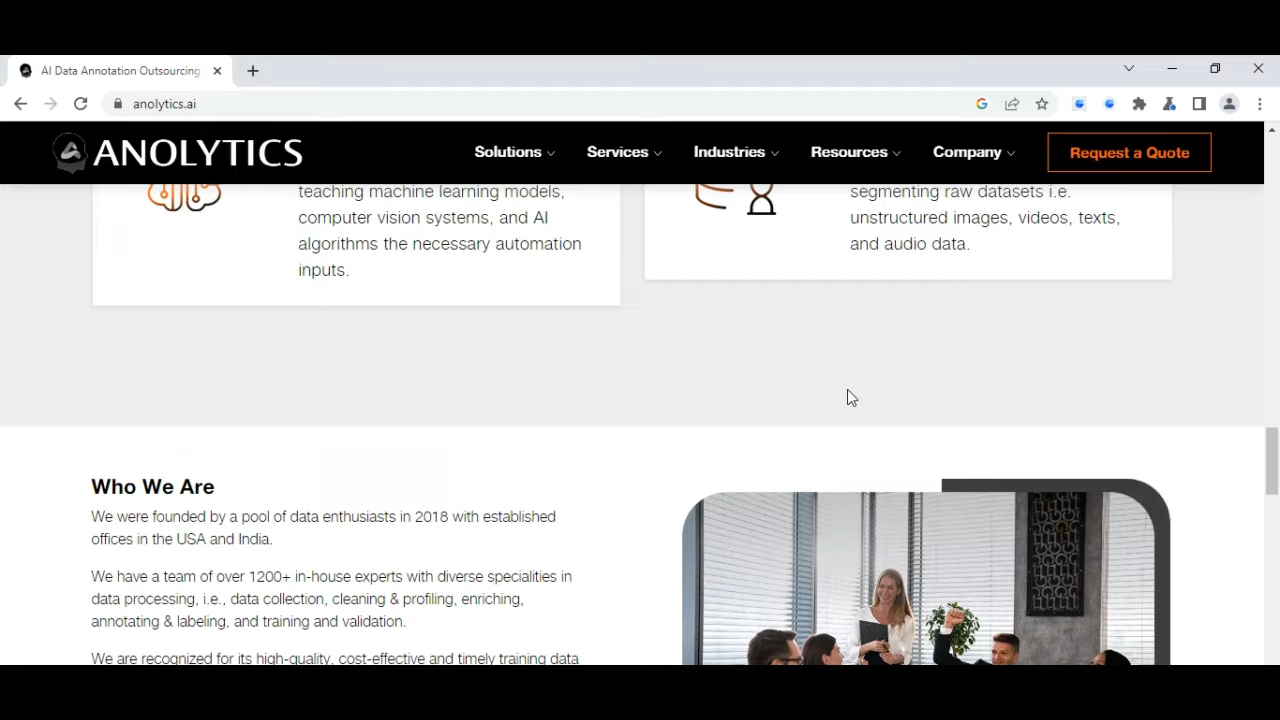 AI Data Annotation Outsourcing
anolytics.ai
ANOLYTICS
Solutions
Services
Industries
Resources
Company
Request a Quote
teaching machine learning models,
computer vision systems, and AI
algorithms the necessary automation
inputs.
segmenting raw datasets i.e.
unstructured images, videos, texts,
and audio data.
Who We Are
We were founded by a pool of data enthusiasts in 2018 with established
offices in the USA and India.
We have a team of over 1200+ in-house experts with diverse specialities in
data processing, i.e., data collection, cleaning & profiling, enriching,
annotating & labeling, and training and validation.
We are recognized for its high-quality, cost-effective and timely training data